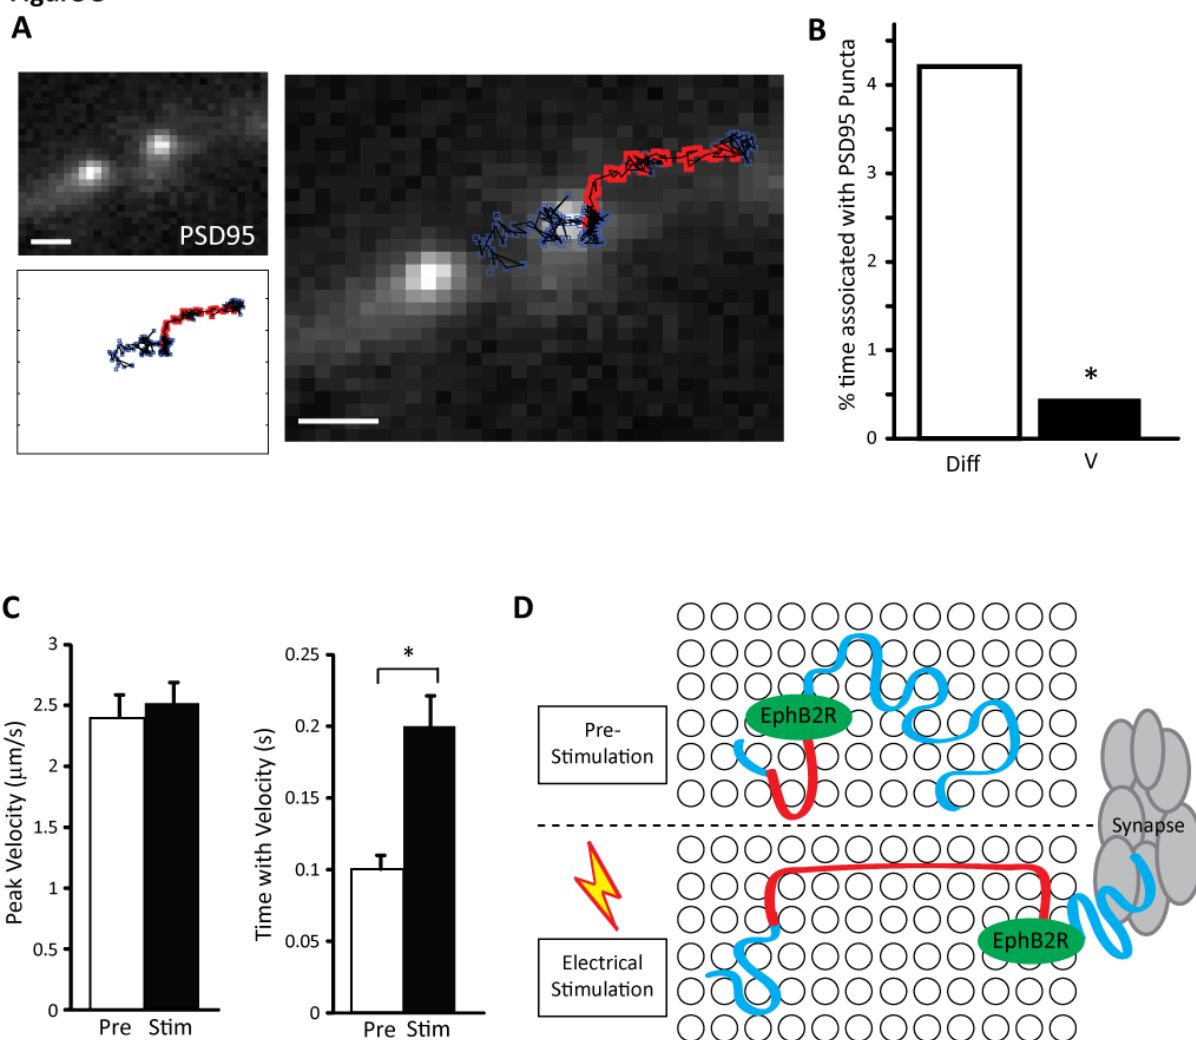 A
PSD95
B
% time assoicated with PSD95 Puncta
4
3
2
1
0
*
Diff
V
C
Peak Velocity (µm/s)
3
2.5
2
1.5
1
0.5
0
Pre Stim
Time with Velocity (s)
0.25
0.2
0.15
0.1
0.05
0
*
Pre Stim
D
Pre-
Stimulation
EphB2R
Synapse
Electrical
Stimulation
EphB2R